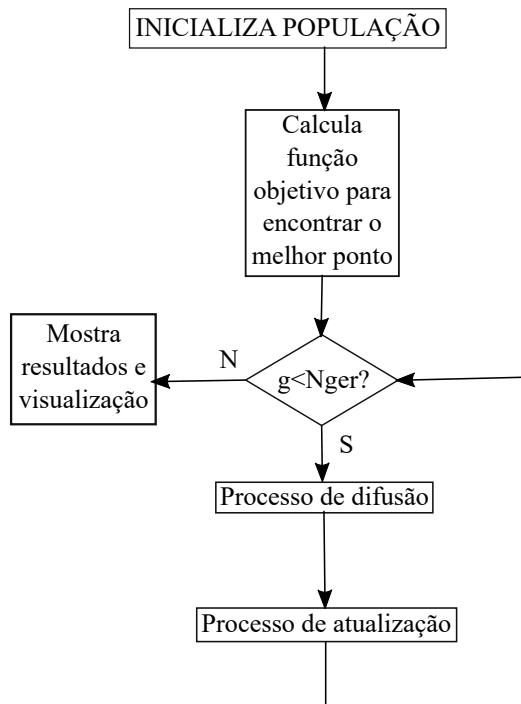 INICIALIZA POPULAÇÃO
Calcula
função
objetivo para
encontrar o
melhor ponto
Mostra
resultados e
visualização
N
g<Nger?
S
Processo de difusão
Processo de atualização